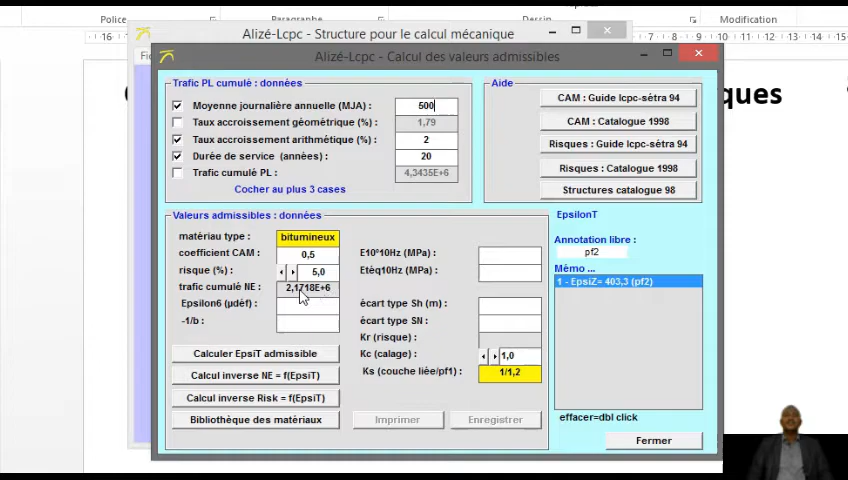 Police
Paragraphe
Dessin
Modification
Alizé-Lcpc - Structure pour le calcul mécanique
Alizé-Lcpc - Calcul des valeurs admissibles
ques
Trafic PL cumulé : données
Moyenne journalière annuelle (MJA) : 500
Taux accroissement géométrique (%) : 1,79
Taux accroissement arithmétique (%) : 2
Durée de service (années) : 20
Trafic cumulé PL : 4,3435E+6
Cocher au plus 3 cases
Aide
CAM : Guide lcpc-sétra 94
CAM : Catalogue 1998
Risques : Guide lcpc-sétra 94
Risques : Catalogue 1998
Structures catalogue 98
Valeurs admissibles : données
matériau type : bitumineux
coefficient CAM : 0,5
risque (%) : 5,0
trafic cumulé NE : 2,1718E+6
Epsilon6 (µdéf) :
-1/b :
E10°10Hz (MPa) :
Etéq10Hz (MPa) :
écart type Sh (m) :
écart type SN :
Kr (risque) :
Kc (calage) : 1,0
Ks (couche liée/pf1) : 1/1,2
Calculer EpsiT admissible
Calcul inverse NE = f(EpsiT)
Calcul inverse Risk = f(EpsiT)
Bibliothèque des matériaux
Imprimer
Enregistrer
EpsilonT
Annotation libre :
pf2
Mémo ...
1 - EpsiZ= 403,3 (pf2)
effacer=dbl click
Fermer